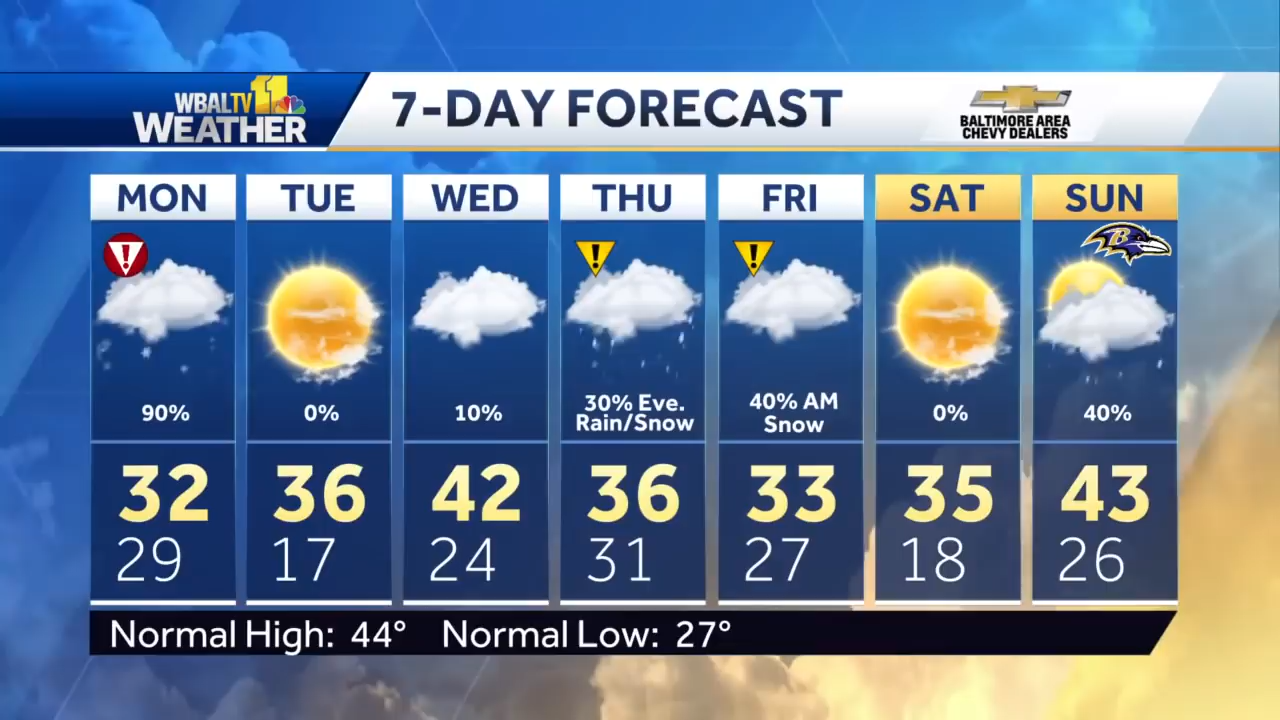 WBALTV 11
WEATHER
7-DAY FORECAST
BALTIMORE AREA
CHEVY DEALERS
MON TUE WED THU FRI SAT SUN
! ! !
B
90% 0% 10% 30% Eve. Rain/Snow 40% AM Snow 0% 40%
32 36 42 36 33 35 43
29 17 24 31 27 18 26
Normal High: 44° Normal Low: 27°